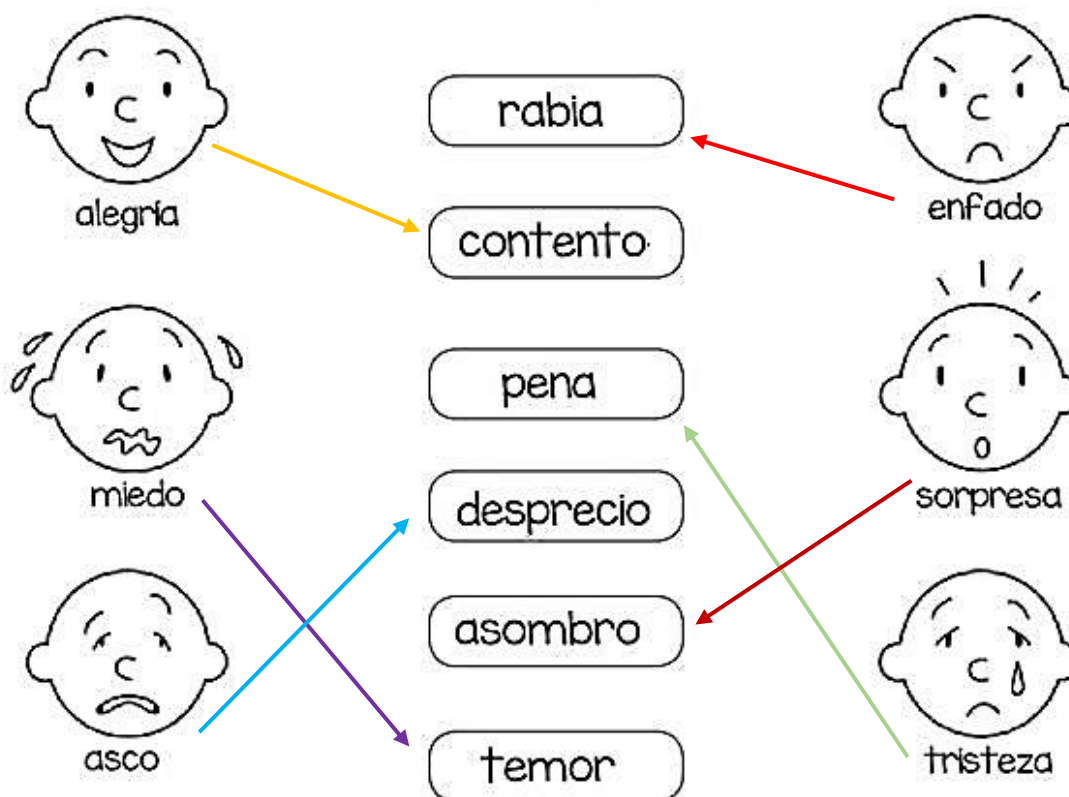 rabia
alegría
enfado
contento
pena
miedo
sorpresa
desprecio
asombro
asco
temor
tristeza